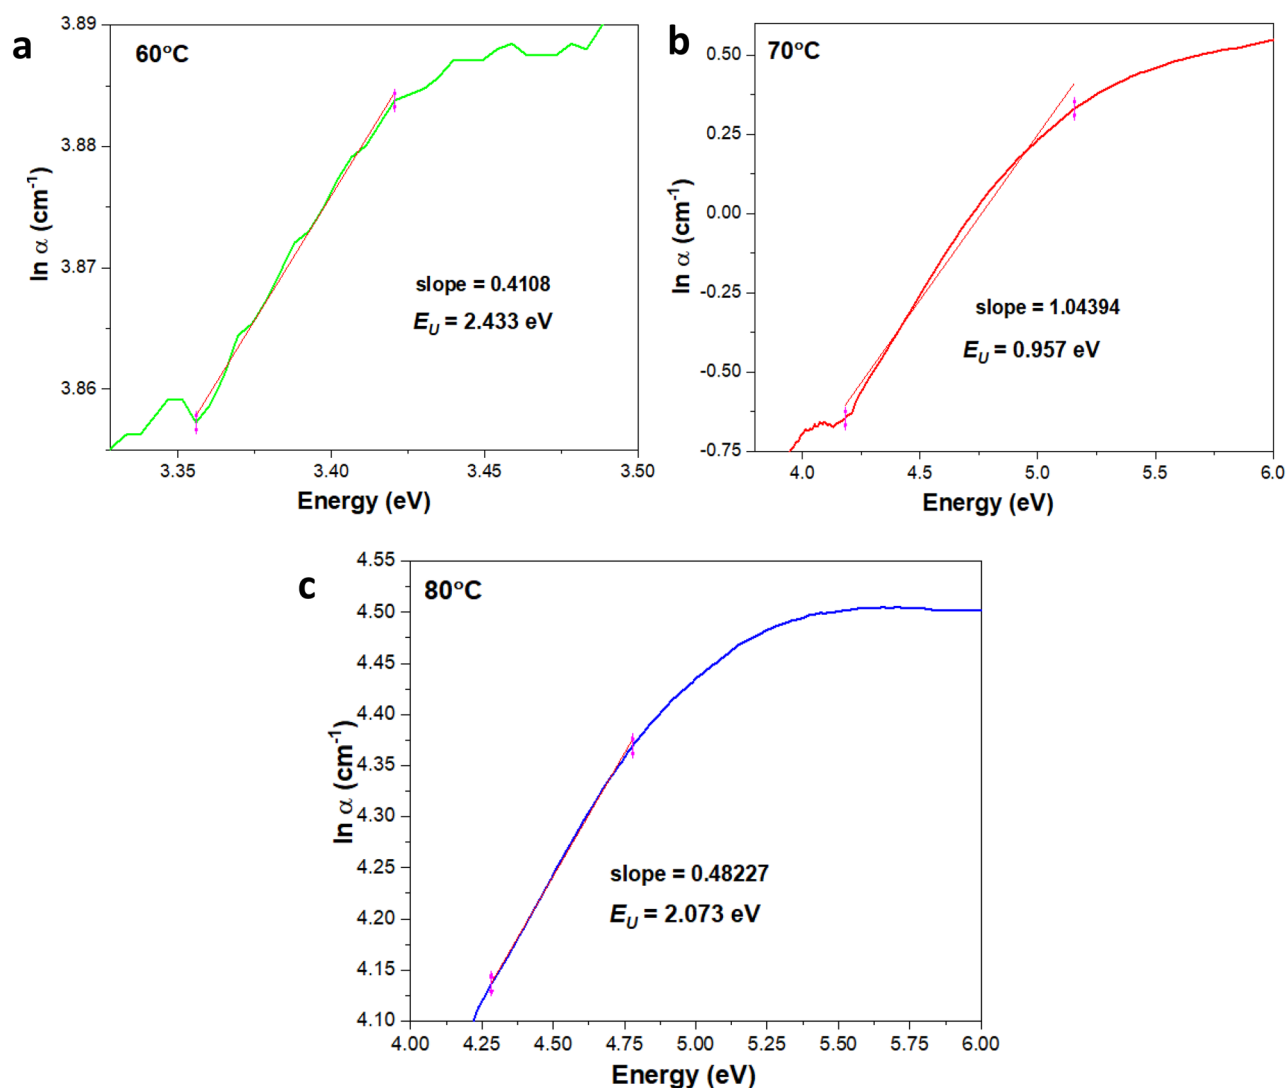 a
60°C
3.89
3.88
3.87
3.86
ln α (cm⁻¹)
slope = 0.4108
E_U = 2.433 eV
3.35
3.40
3.45
3.50
Energy (eV)
b
70°C
0.50
0.25
0.00
-0.25
-0.50
-0.75
ln α (cm⁻¹)
slope = 1.04394
E_U = 0.957 eV
4.0
4.5
5.0
5.5
6.0
Energy (eV)
c
80°C
4.55
4.50
4.45
4.40
4.35
4.30
4.25
4.20
4.15
4.10
ln α (cm⁻¹)
slope = 0.48227
E_U = 2.073 eV
4.00
4.25
4.50
4.75
5.00
5.25
5.50
5.75
6.00
Energy (eV)